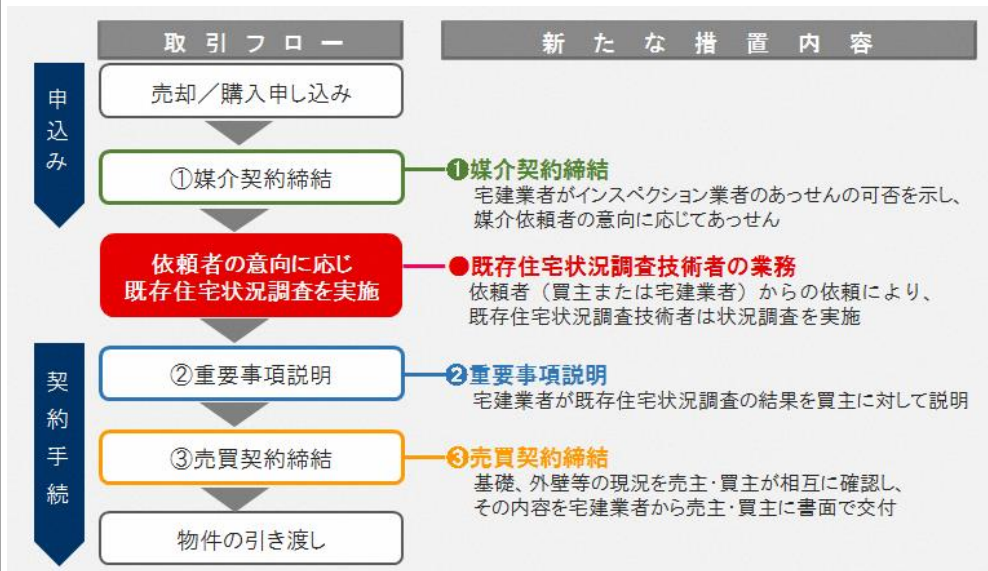 取引フロー
新たな措置内容
申込み
売却／購入申し込み
①媒介契約締結
❶媒介契約締結
宅建業者がインスペクション業者のあっせんの可否を示し、
媒介依頼者の意向に応じてあっせん
依頼者の意向に応じ
既存住宅状況調査を実施
●既存住宅状況調査技術者の業務
依頼者（買主または宅建業者）からの依頼により、
既存住宅状況調査技術者は状況調査を実施
契約手続
②重要事項説明
❷重要事項説明
宅建業者が既存住宅状況調査の結果を買主に対して説明
③売買契約締結
❸売買契約締結
基礎、外壁等の現況を売主・買主が相互に確認し、
その内容を宅建業者から売主・買主に書面で交付
物件の引き渡し